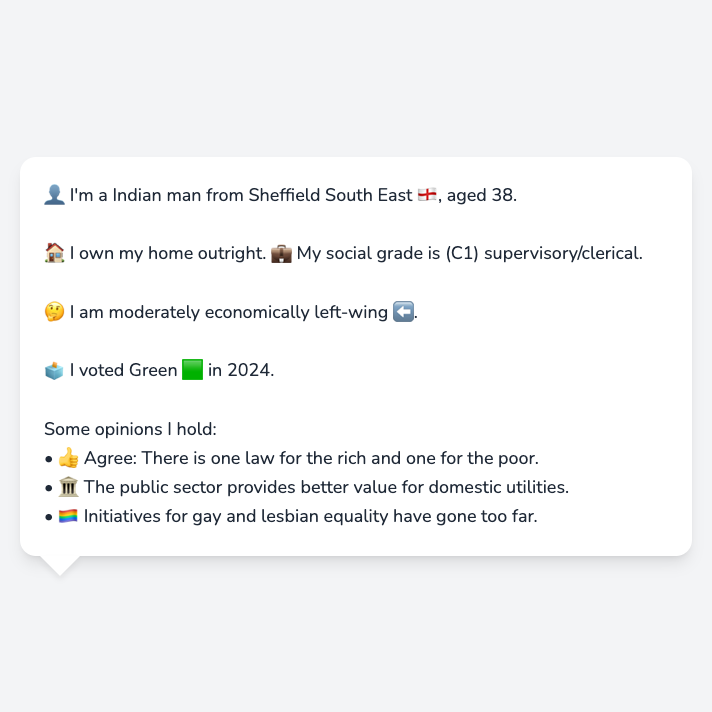 👤 I'm a Indian man from Sheffield South East 🏴󠁧󠁢󠁥󠁮󠁧󠁿, aged 38.
🏠 I own my home outright. 💼 My social grade is (C1) supervisory/clerical.
🤔 I am moderately economically left-wing ⬅️.
🗳️ I voted Green 🟩 in 2024.
Some opinions I hold:
• 👍 Agree: There is one law for the rich and one for the poor.
• 🏛️ The public sector provides better value for domestic utilities.
• 🏳️‍🌈 Initiatives for gay and lesbian equality have gone too far.